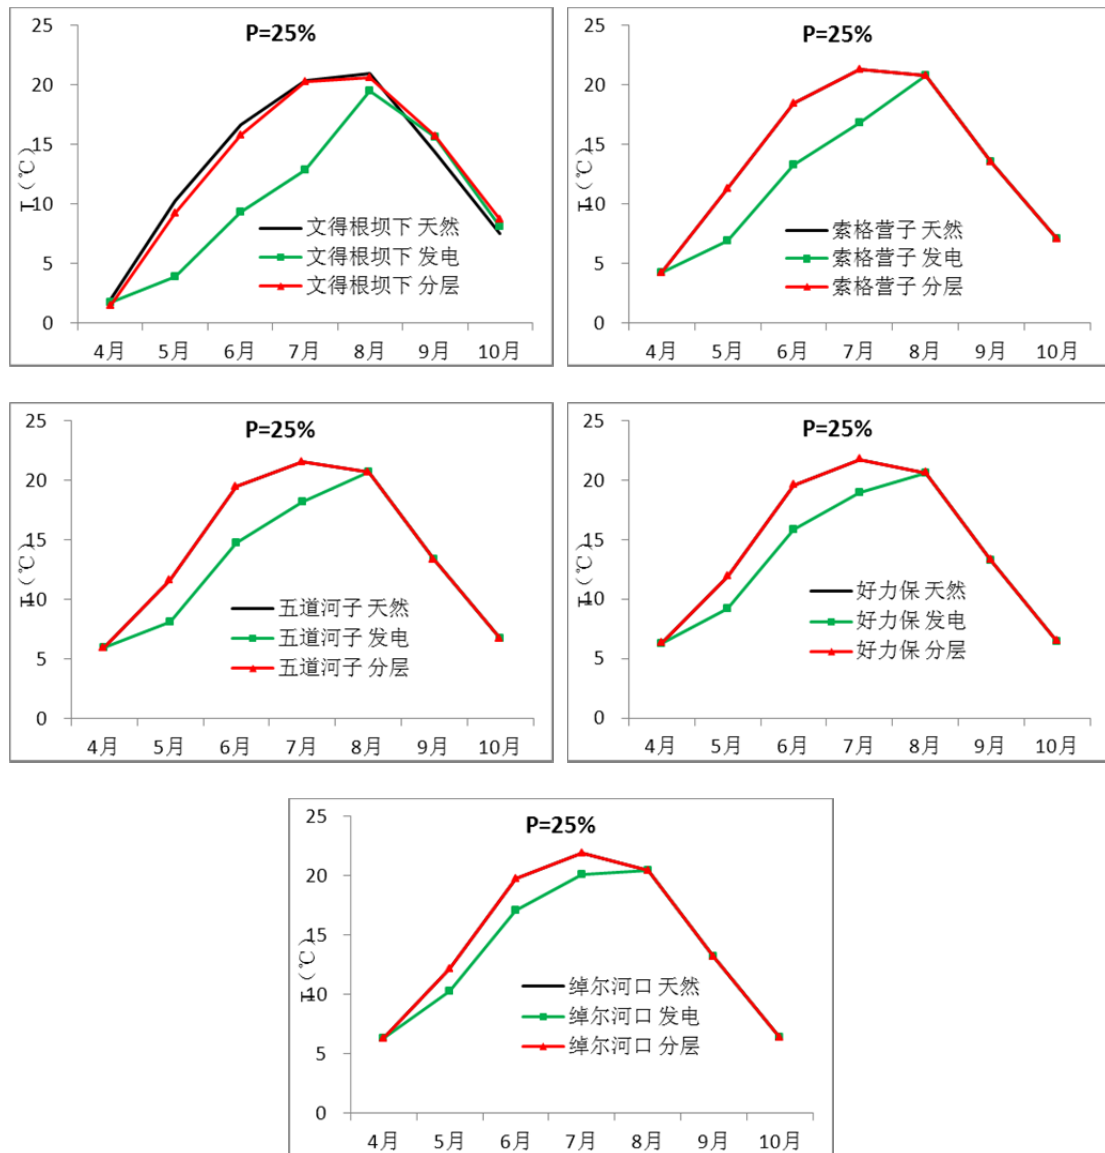 P=25%
25
20
15
10
5
0
T（℃）
文得根坝下 天然
文得根坝下 发电
文得根坝下 分层
4月 5月 6月 7月 8月 9月 10月
P=25%
25
20
15
10
5
0
T（℃）
索格营子 天然
索格营子 发电
索格营子 分层
4月 5月 6月 7月 8月 9月 10月
P=25%
25
20
15
10
5
0
T（℃）
五道河子 天然
五道河子 发电
五道河子 分层
4月 5月 6月 7月 8月 9月 10月
P=25%
25
20
15
10
5
0
T（℃）
好力保 天然
好力保 发电
好力保 分层
4月 5月 6月 7月 8月 9月 10月
P=25%
25
20
15
10
5
0
T（℃）
绰尔河口 天然
绰尔河口 发电
绰尔河口 分层
4月 5月 6月 7月 8月 9月 10月